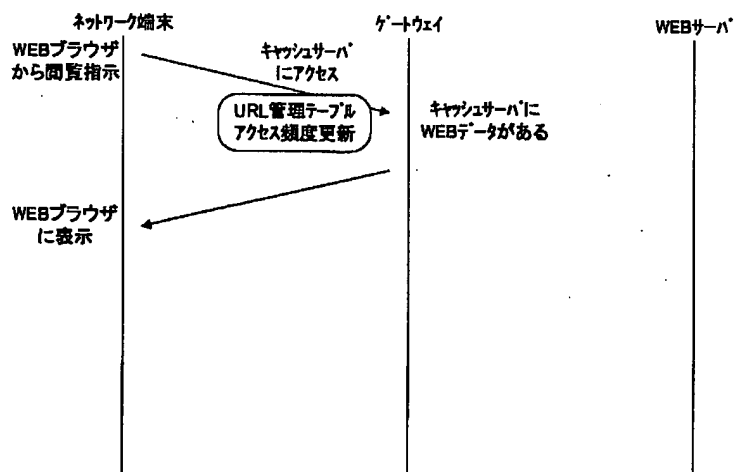 ネットワーク端末
ゲートウェイ
WEBサーバ
WEBブラウザ
から閲覧指示
キャッシュサーバ
にアクセス
URL管理テーブル
アクセス頻度更新
キャッシュサーバに
WEBデータがある
WEBブラウザ
に表示